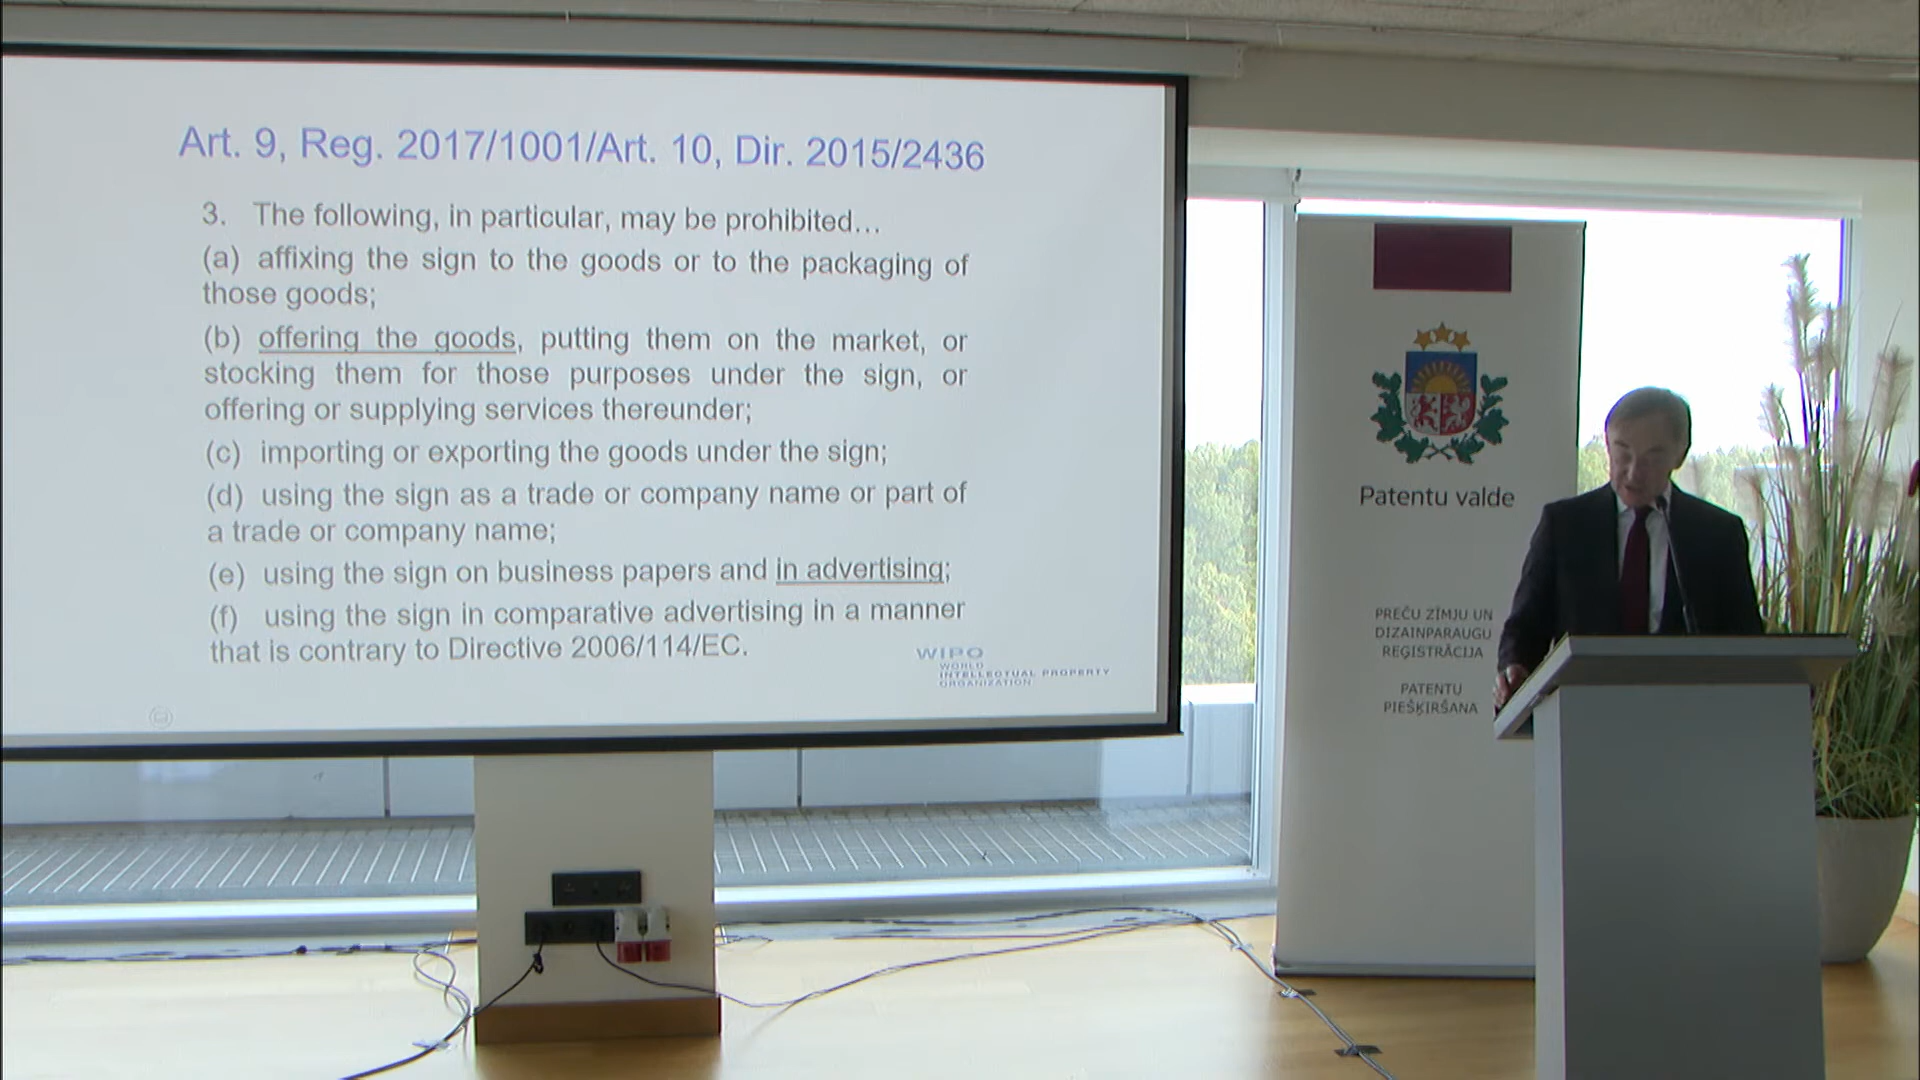 Art. 9, Reg. 2017/1001/Art. 10, Dir. 2015/2436
3. The following, in particular, may be prohibited…
(a) affixing the sign to the goods or to the packaging of
those goods;
(b) offering the goods, putting them on the market, or
stocking them for those purposes under the sign, or
offering or supplying services thereunder;
(c) importing or exporting the goods under the sign;
(d) using the sign as a trade or company name or part of
a trade or company name;
(e) using the sign on business papers and in advertising;
(f) using the sign in comparative advertising in a manner
that is contrary to Directive 2006/114/EC.
WIPO
WORLD
INTELLECTUAL PROPERTY
ORGANIZATION
Patentu valde
PREČU ZĪMJU UN
DIZAINPARAUGU
REĢISTRĀCIJA
PATENTU
PIEŠĶIRŠANA